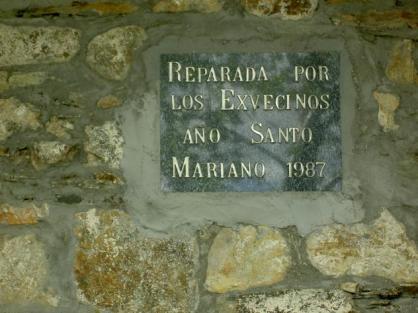 Reparada por
los Exvecinos
año Santo
Mariano 1987